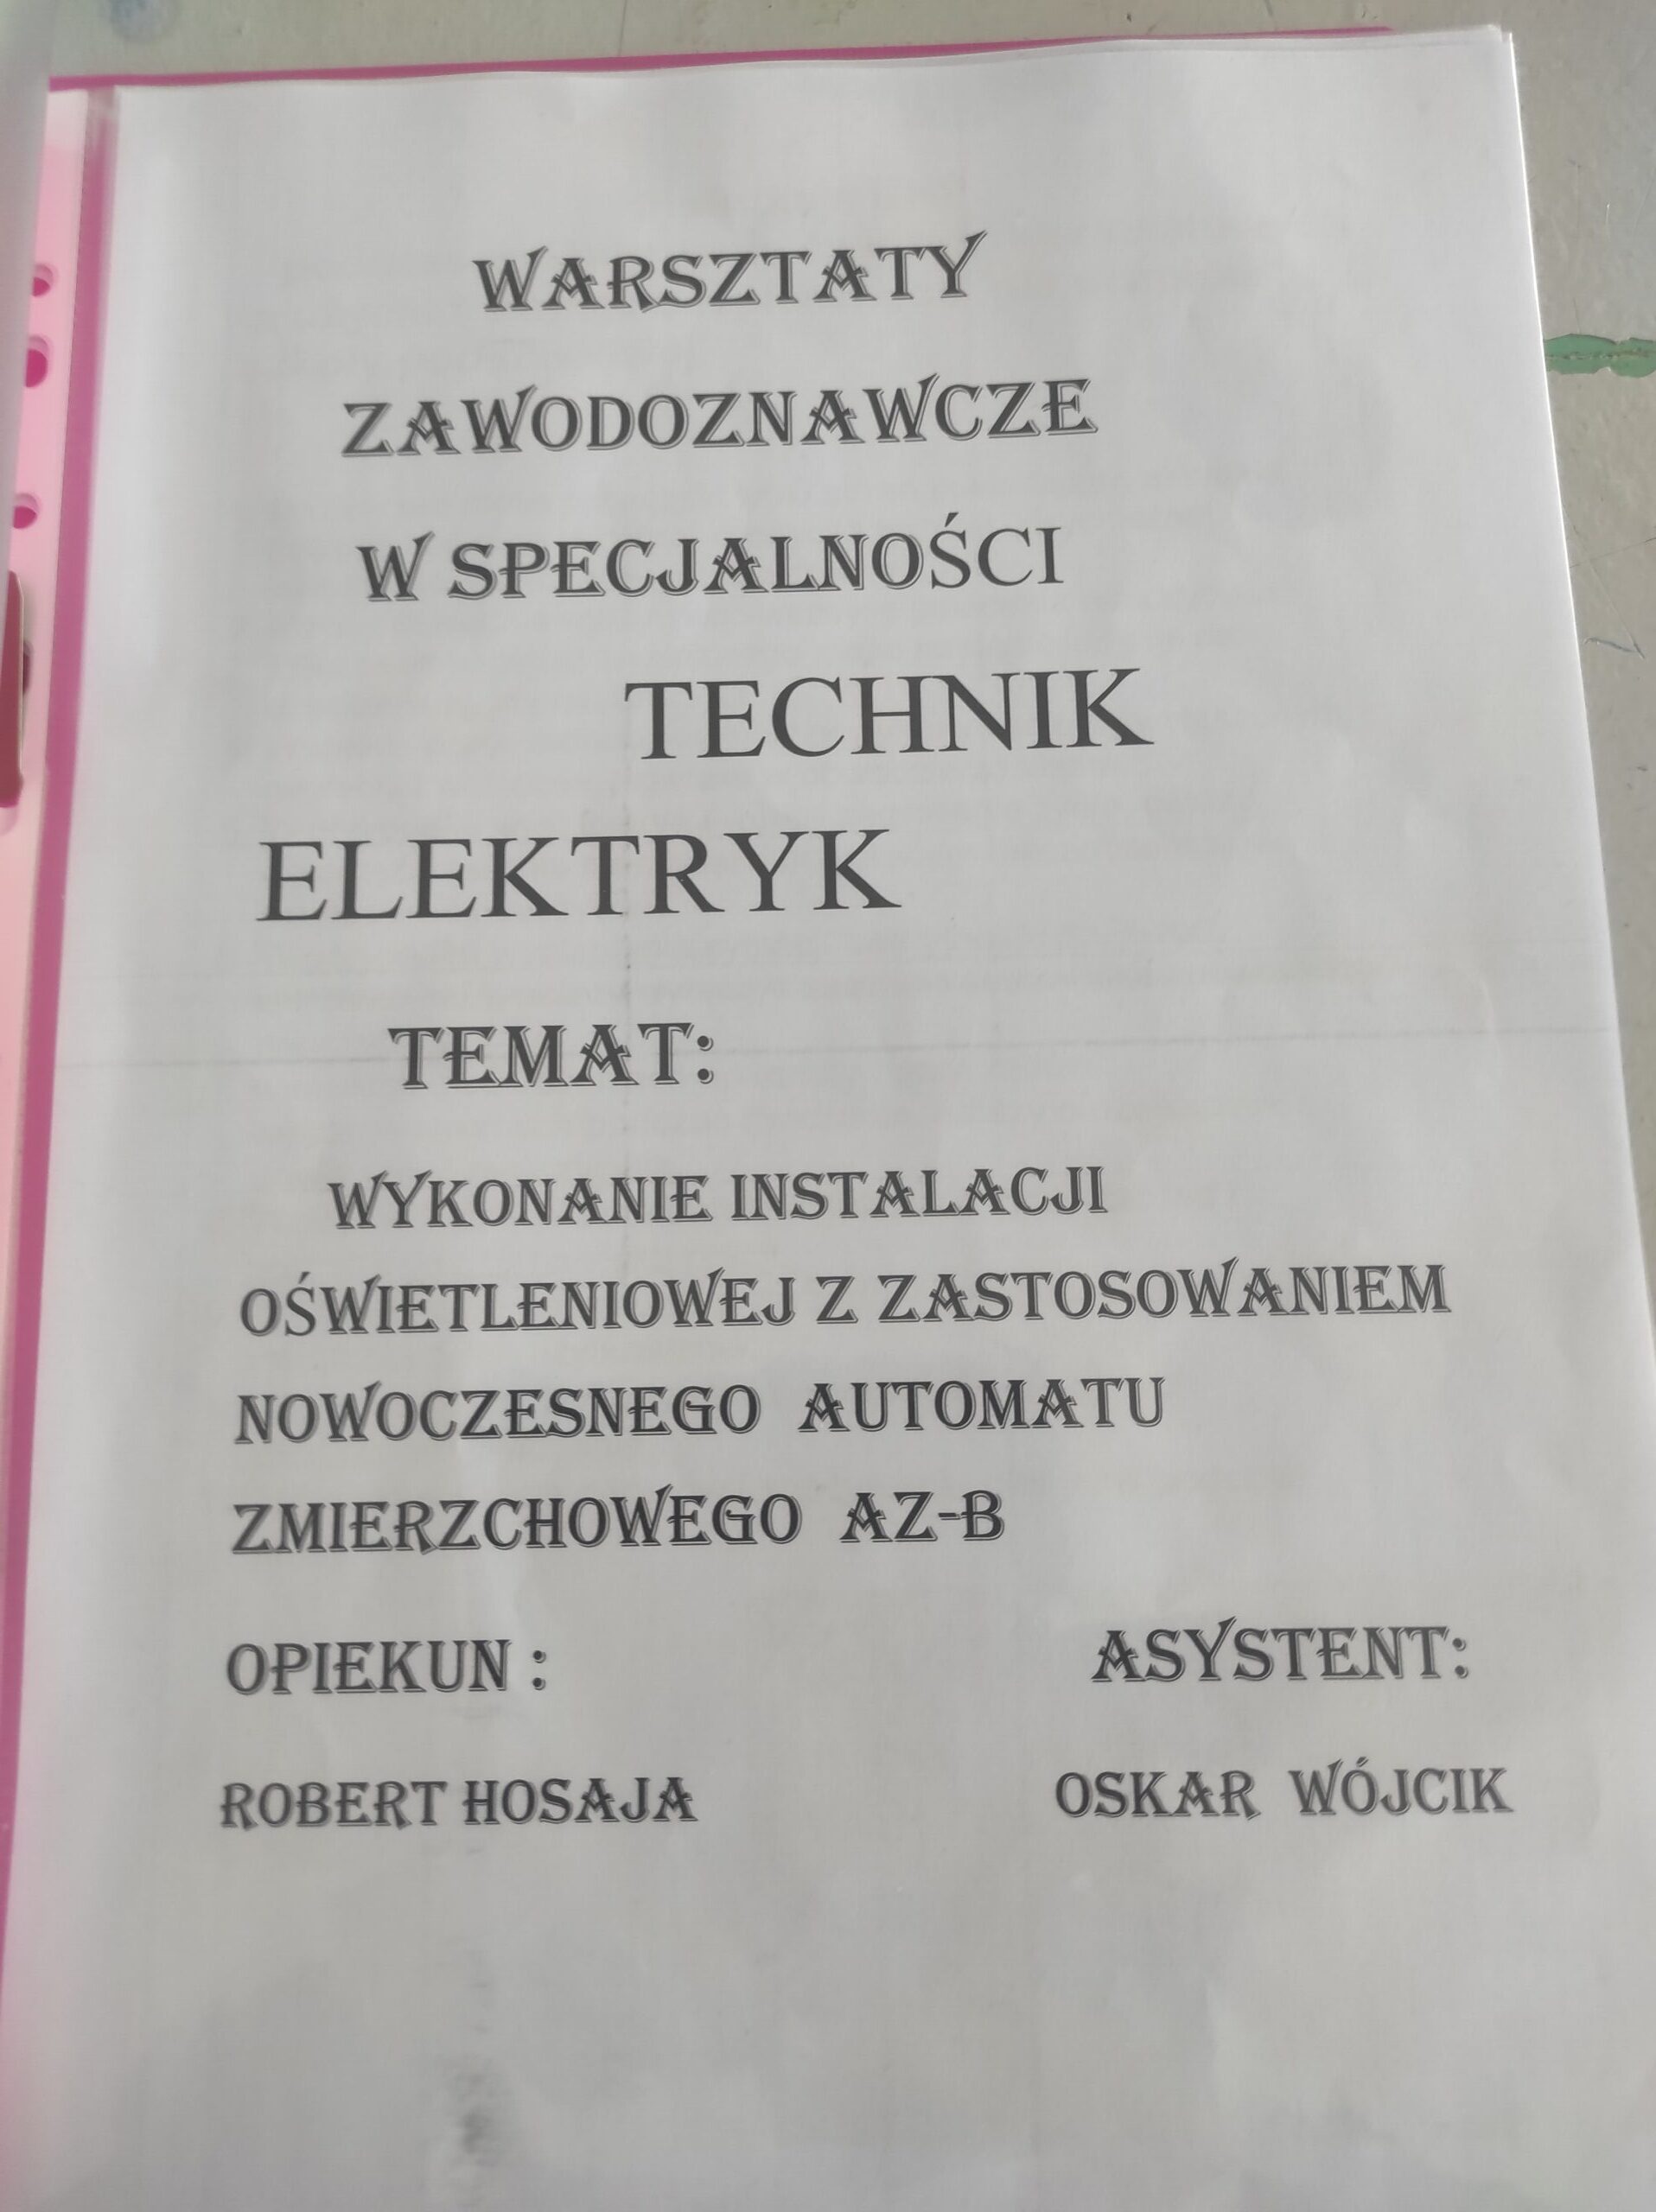 WARSZTATY
ZAWODOZNAWCZE
W SPECJALNOŚCI
TECHNIK
ELEKTRYK
TEMAT:
WYKONANIE INSTALACJI
OŚWIETLENIOWEJ Z ZASTOSOWANIEM
NOWOCZESNEGO AUTOMATU
ZMIERZCHOWEGO AZ-B
OPIEKUN : ASYSTENT:
ROBERT HOSAJA OSKAR WÓJCIK